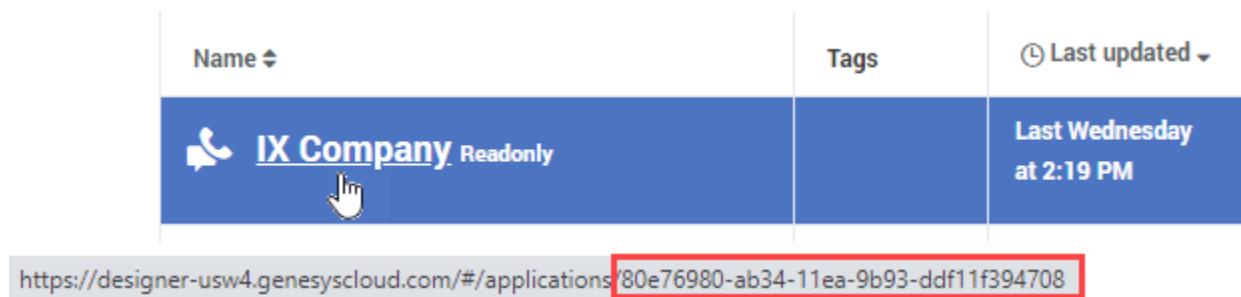 Name
Tags
Last updated
IX Company Readonly
Last Wednesday
at 2:19 PM
https://designer-usw4.genesyscloud.com/#/applications/80e76980-ab34-11ea-9b93-ddf11f394708